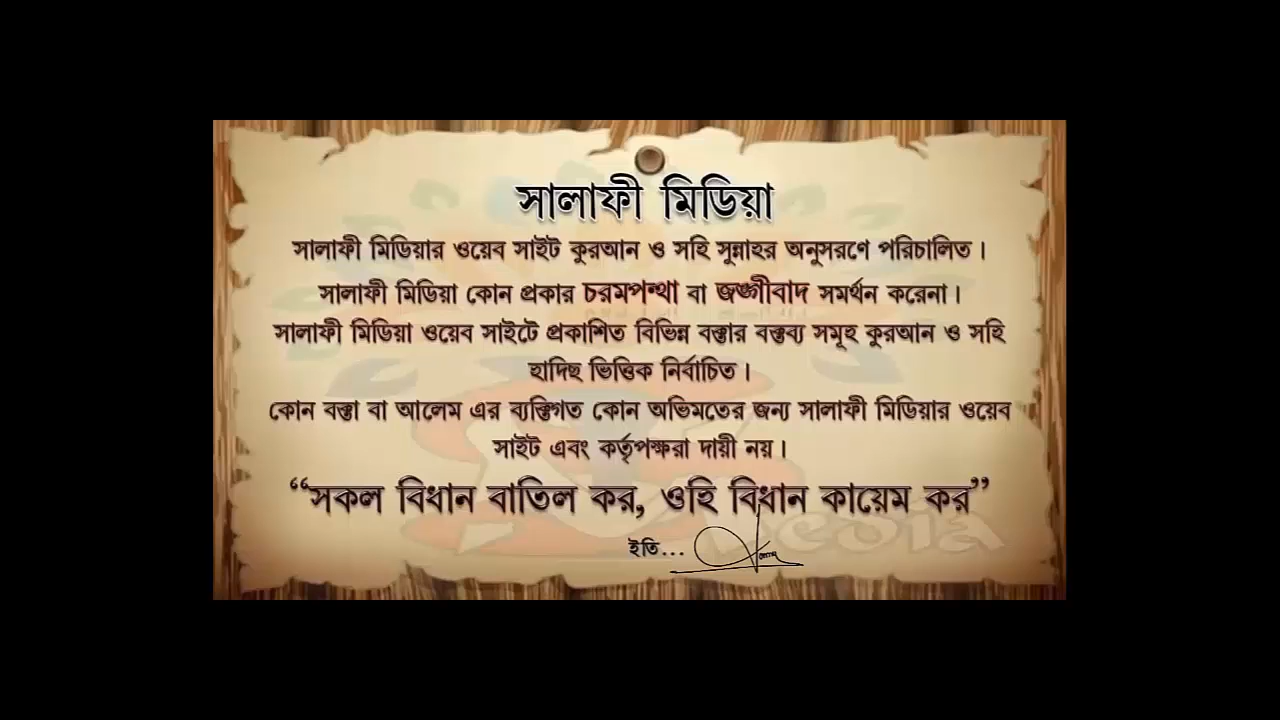 সালাফী মিডিয়া
সালাফী মিডিয়ার ওয়েব সাইট কুরআন ও সহি সুন্নাহর অনুসরণে পরিচালিত।
সালাফী মিডিয়া কোন প্রকার চরমপন্থা বা জঙ্গীবাদ সমর্থন করেনা।
সালাফী মিডিয়া ওয়েব সাইটে প্রকাশিত বিভিন্ন বক্তার বক্তব্য সমূহ কুরআন ও সহি
হাদিছ ভিত্তিক নির্বাচিত।
কোন বক্তা বা আলেম এর ব্যক্তিগত কোন অভিমতের জন্য সালাফী মিডিয়ার ওয়েব
সাইট এবং কর্তৃপক্ষরা দায়ী নয়।
“সকল বিধান বাতিল কর, ওহি বিধান কায়েম কর”
ইতি...